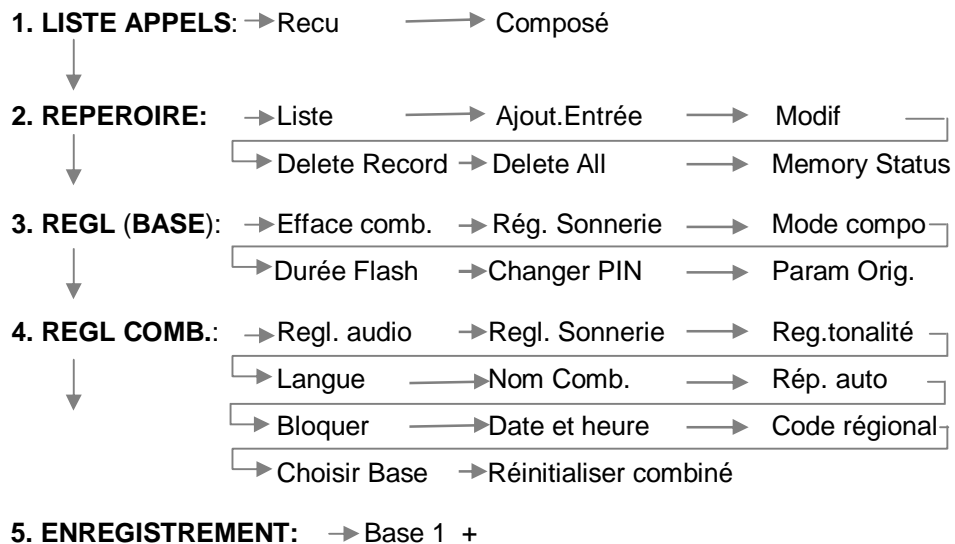 1. LISTE APPELS: Recu Composé
2. REPEROIRE: Liste Ajout.Entrée Modif
Delete Record Delete All Memory Status
3. REGL (BASE): Efface comb. Rég. Sonnerie Mode compo
Durée Flash Changer PIN Param Orig.
4. REGL COMB.: Regl. audio Regl. Sonnerie Reg.tonalité
Langue Nom Comb. Rép. auto
Bloquer Date et heure Code régional
Choisir Base Réinitialiser combiné
5. ENREGISTREMENT: Base 1 +